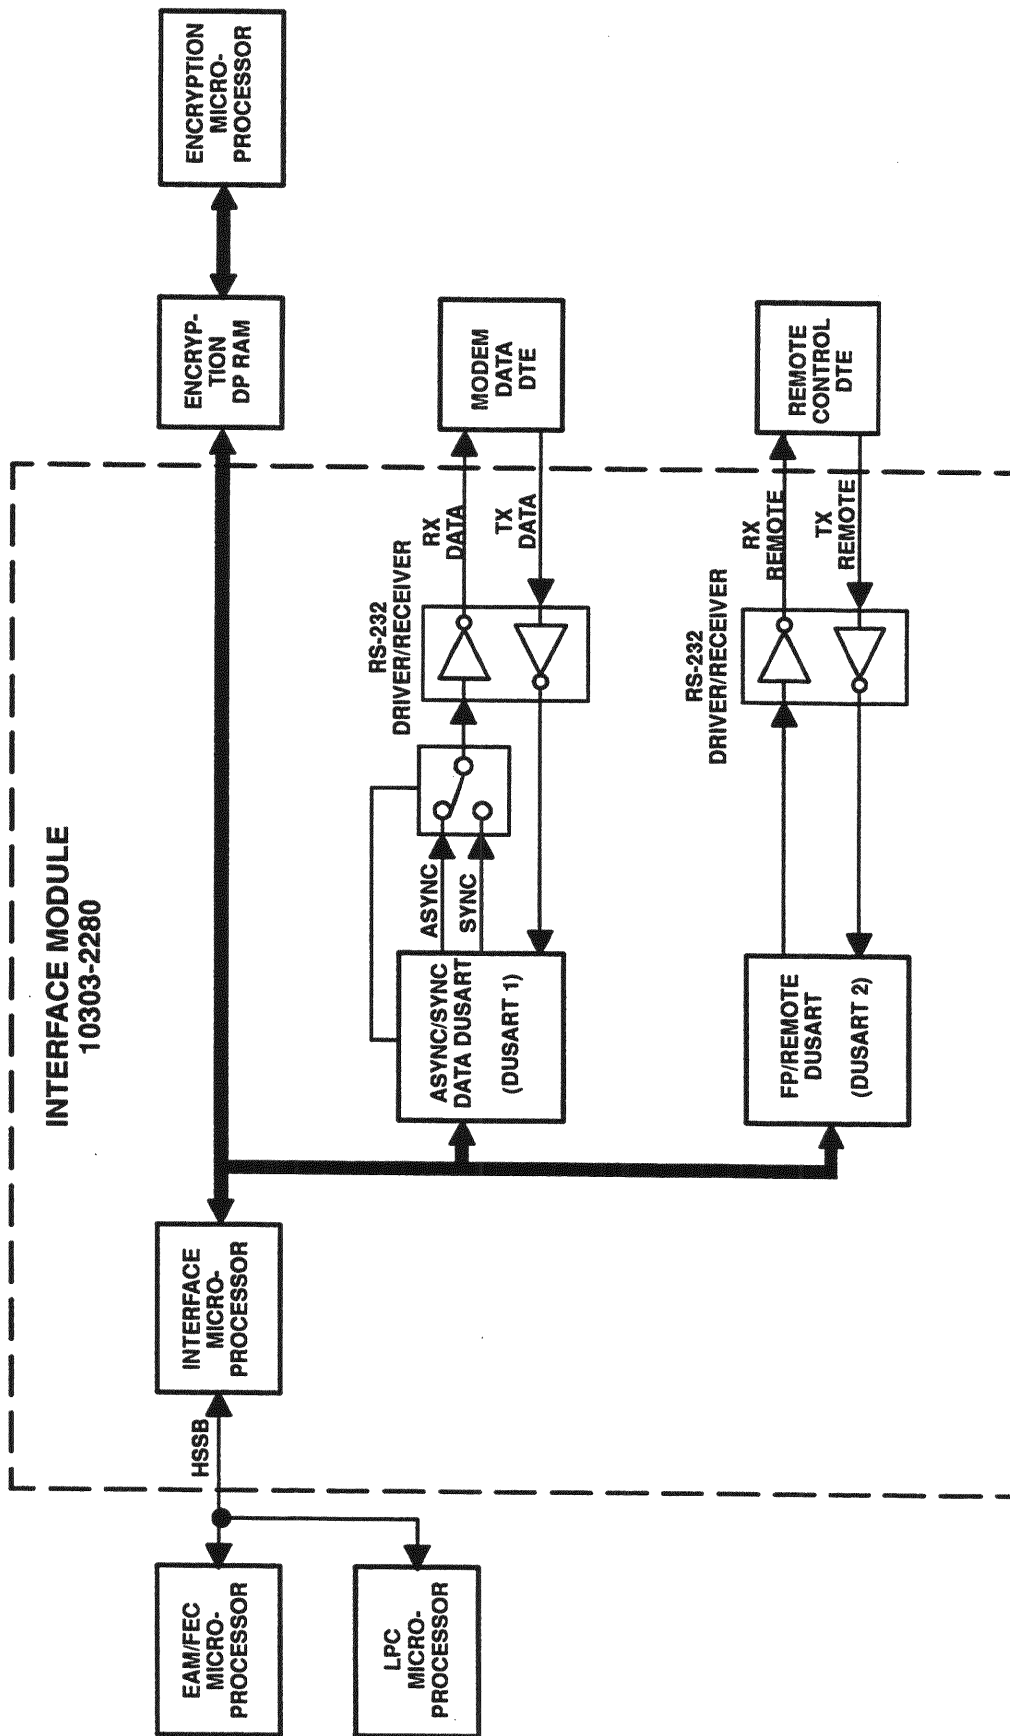 INTERFACE MODULE
10303-2280
EAM/FEC
MICRO-
PROCESSOR
HSSB
INTERFACE
MICRO-
PROCESSOR
ENCRYP-
TION
DP RAM
ENCRYPTION
MICRO-
PROCESSOR
LPC
MICRO-
PROCESSOR
ASYNC/SYNC
DATA DUSART
(DUSART 1)
ASYNC
SYNC
RS-232
DRIVER/RECEIVER
RX
DATA
TX
DATA
MODEM
DATA
DTE
FP/REMOTE
DUSART
(DUSART 2)
RS-232
DRIVER/RECEIVER
RX
REMOTE
TX
REMOTE
REMOTE
CONTROL
DTE